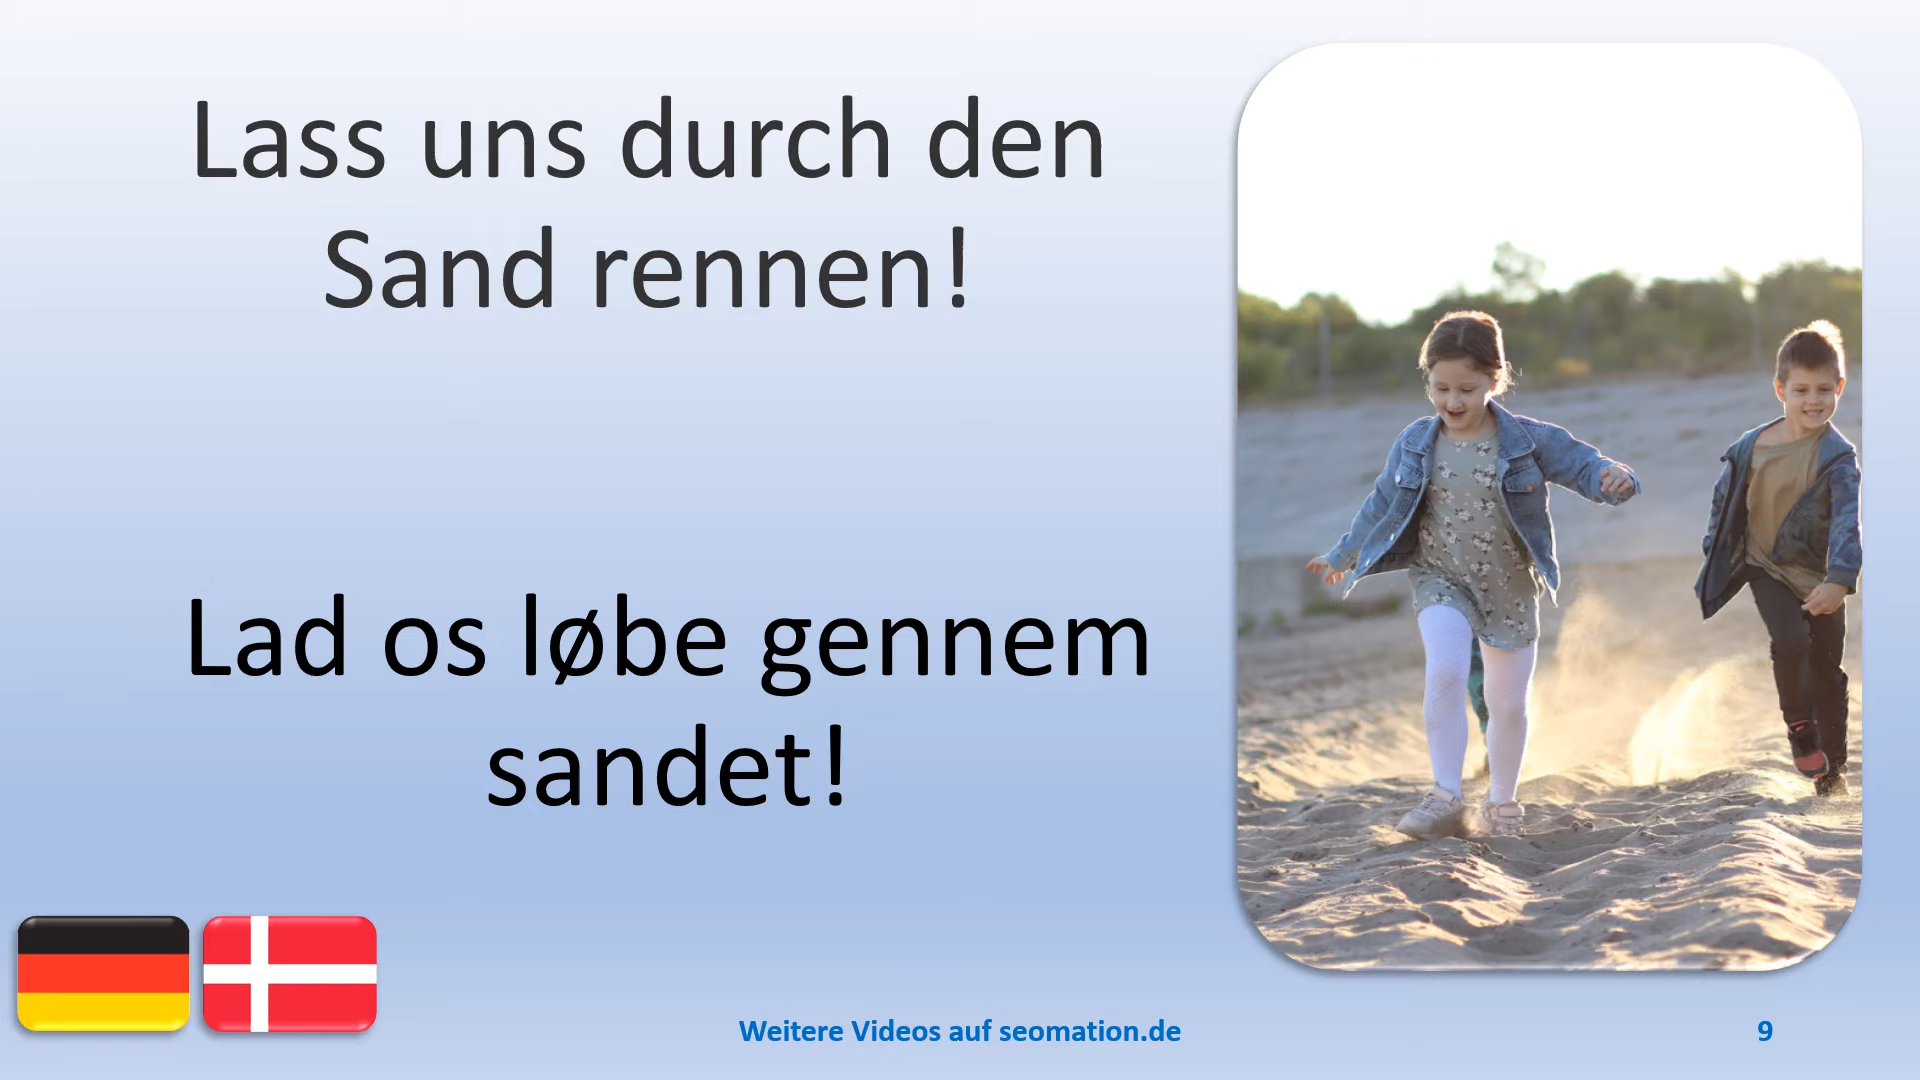 Lass uns durch den
Sand rennen!
Lad os løbe gennem
sandet!
Weitere Videos auf seomation.de
9